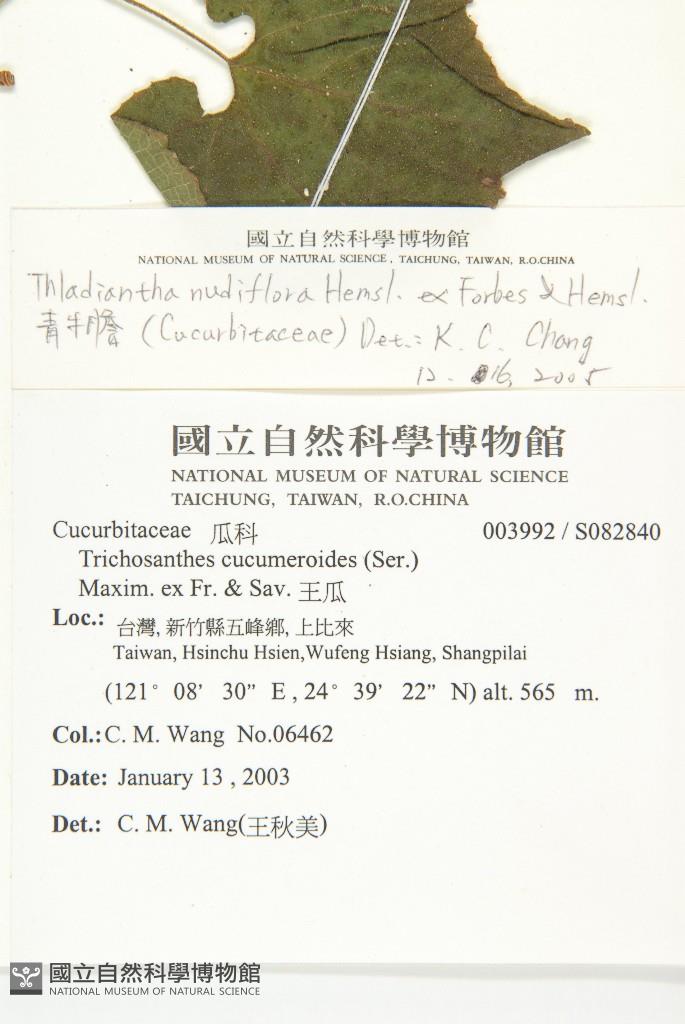 國立自然科學博物館
NATIONAL MUSEUM OF NATURAL SCIENCE, TAICHUNG, TAIWAN, R.O.CHINA
Thladiantha nudiflora Hemsl. ex Forbes & Hemsl.
青牛膽 (Cucurbitaceae) Det.: K. C. Chang
12. 16, 2005
國立自然科學博物館
NATIONAL MUSEUM OF NATURAL SCIENCE
TAICHUNG, TAIWAN, R.O.CHINA
Cucurbitaceae 瓜科 003992 / S082840
Trichosanthes cucumeroides (Ser.)
Maxim. ex Fr. & Sav. 王瓜
Loc.: 台灣, 新竹縣五峰鄉, 上比來
Taiwan, Hsinchu Hsien,Wufeng Hsiang, Shangpilai
(121° 08’ 30” E , 24° 39’ 22” N) alt. 565 m.
Col.: C. M. Wang No.06462
Date: January 13 , 2003
Det.: C. M. Wang(王秋美)
國立自然科學博物館
NATIONAL MUSEUM OF NATURAL SCIENCE